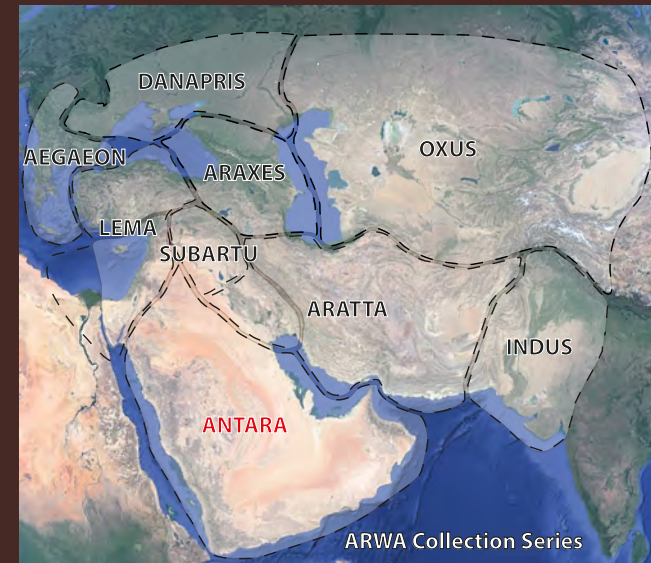 DANAPRIS
OXUS
AEGAEON
ARAXES
LEMA
SUBARTU
ARATTA
INDUS
ANTARA
ARWA Collection Series